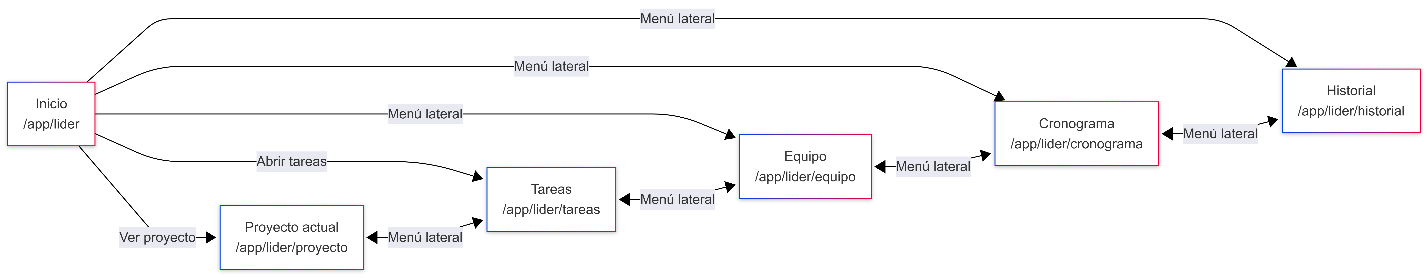 Menú lateral
Menú lateral
Historial
/app/lider/historial
Inicio
/app/lider
Menú lateral
Cronograma
/app/lider/cronograma
Menú lateral
Abrir tareas
Equipo
/app/lider/equipo
Menú lateral
Tareas
/app/lider/tareas
Menú lateral
Ver proyecto
Proyecto actual
/app/lider/proyecto
Menú lateral